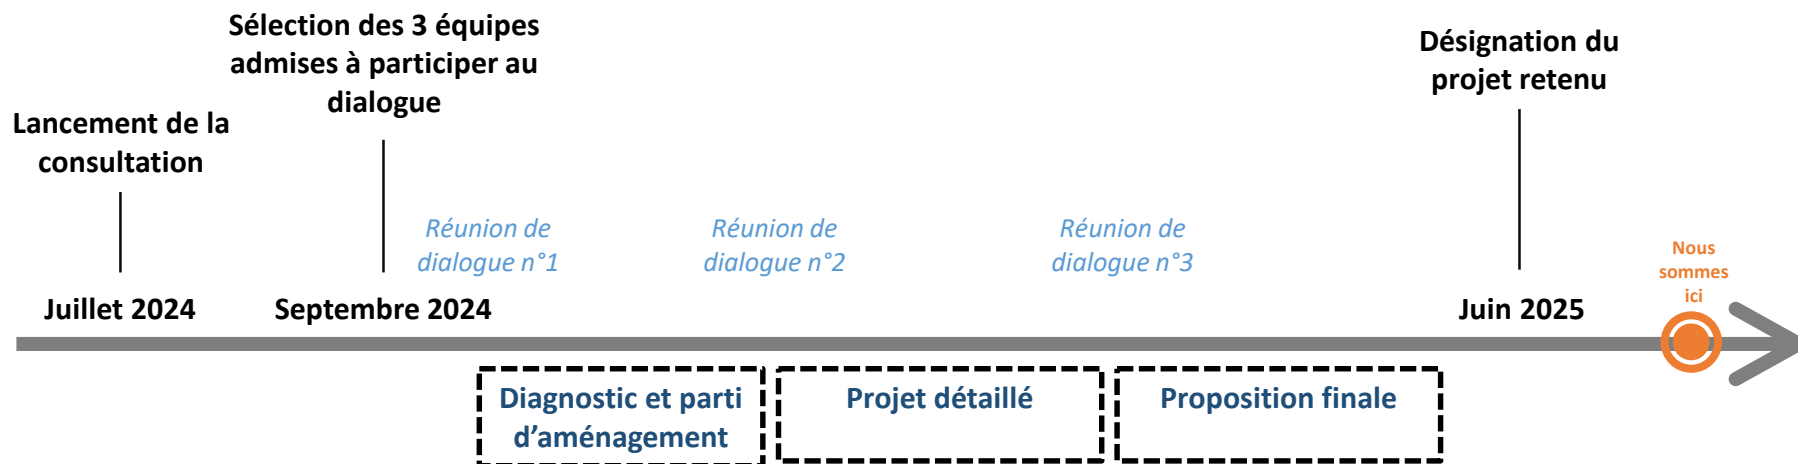 Lancement de la
consultation
Juillet 2024
Sélection des 3 équipes
admises à participer au
dialogue
Septembre 2024
Réunion de
dialogue n°1
Réunion de
dialogue n°2
Réunion de
dialogue n°3
Désignation du
projet retenu
Juin 2025
Nous
sommes
ici
Diagnostic et parti
d'aménagement
Projet détaillé
Proposition finale